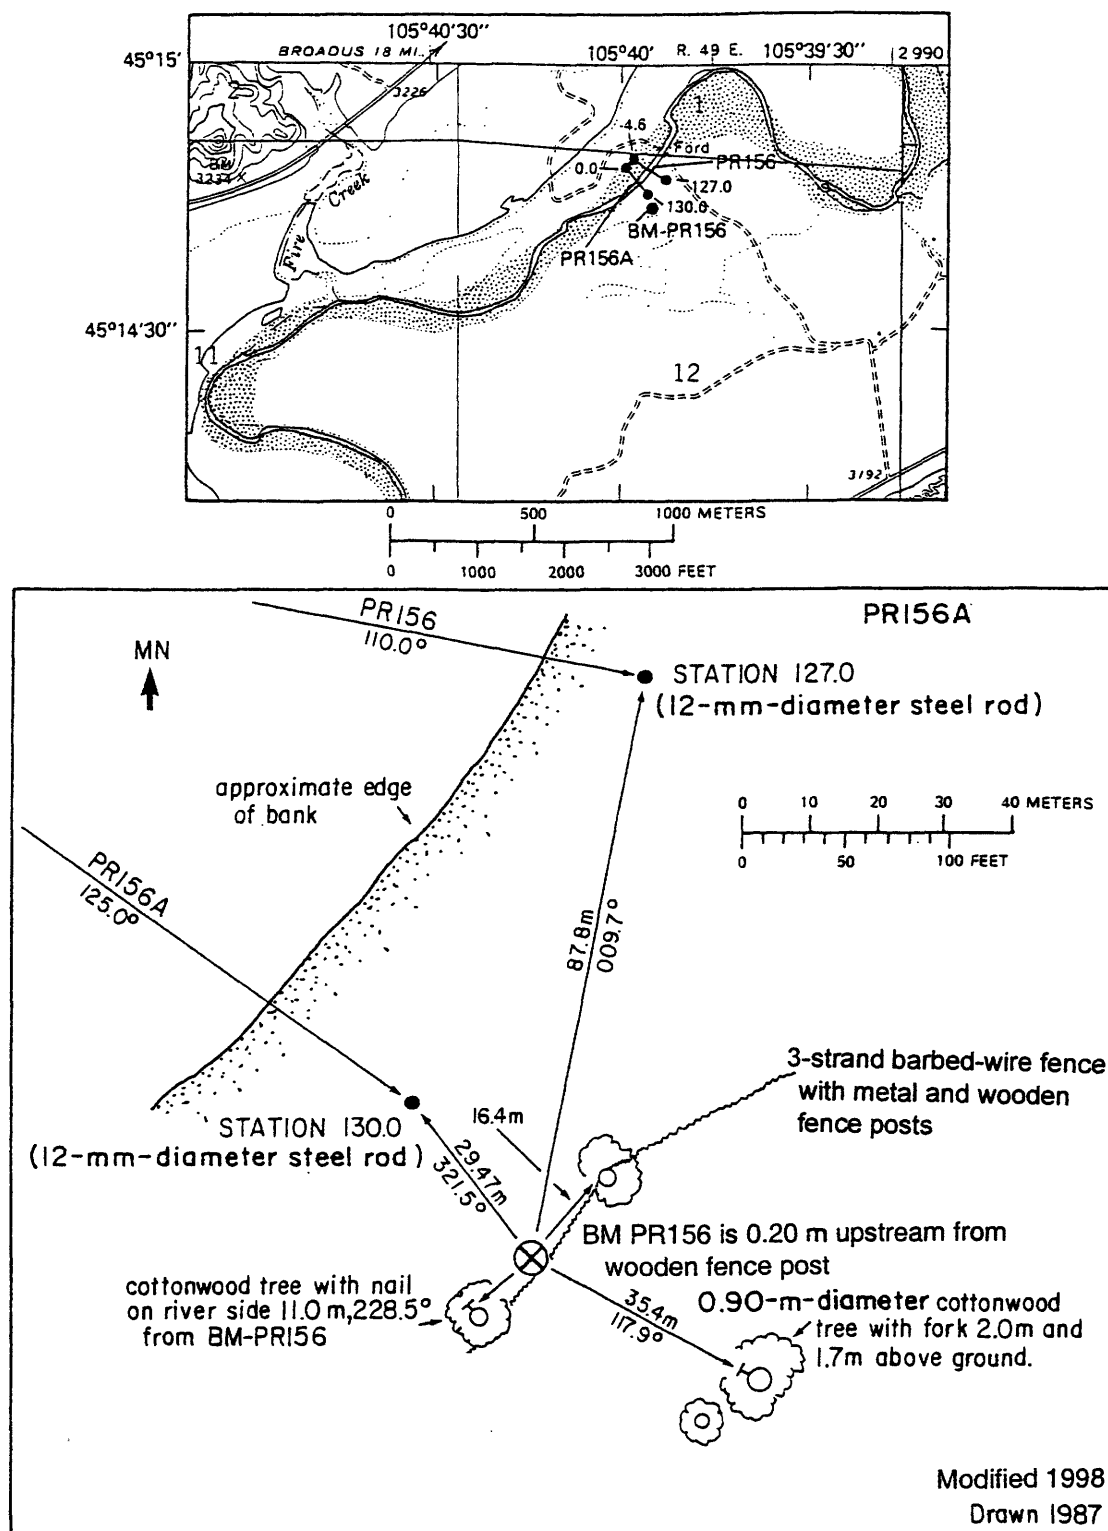 105°40'30"
45°15'
BROADUS 18 MI.
105°40'
R. 49 E.
105°39'30"
2 990
3226
1
4.6
Ford
PR156
BM
3234
0.0
127.0
130.0
BM-PR156
PR156A
Fire Creek
45°14'30"
11
12
3192
0 500 1000 METERS
0 1000 2000 3000 FEET
PR156
110.0°
PR156A
MN
STATION 127.0
(12-mm-diameter steel rod)
approximate edge
of bank
0 10 20 30 40 METERS
0 50 100 FEET
PR156A
125.0°
87.8m
009.7°
3-strand barbed-wire fence
with metal and wooden
fence posts
16.4m
STATION 130.0
(12-mm-diameter steel rod)
29.47m
321.5°
BM PR156 is 0.20 m upstream from
wooden fence post
cottonwood tree with nail
on river side 11.0m,228.5°
from BM-PR156
35.4m
117.9°
0.90-m-diameter cottonwood
tree with fork 2.0m and
1.7m above ground.
Modified 1998
Drawn 1987